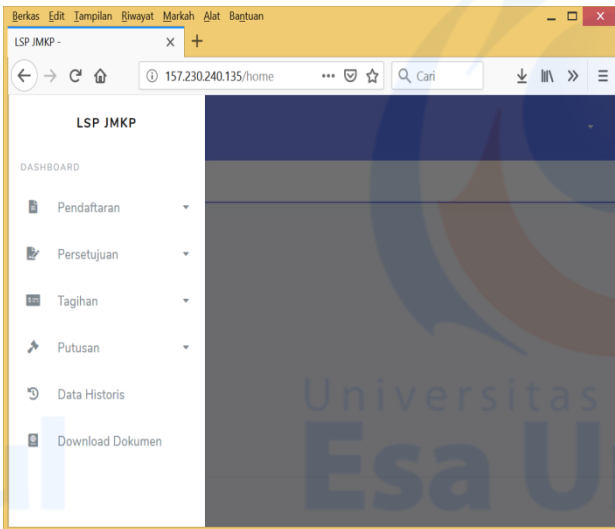 Berkas Edit Tampilan Riwayat Markah Alat Bantuan
LSP JMKP -
157.230.240.135/home
Cari
LSP JMKP
DASHBOARD
Pendaftaran
Persetujuan
Tagihan
Putusan
Data Historis
Download Dokumen
Universitas
Esa U
ul